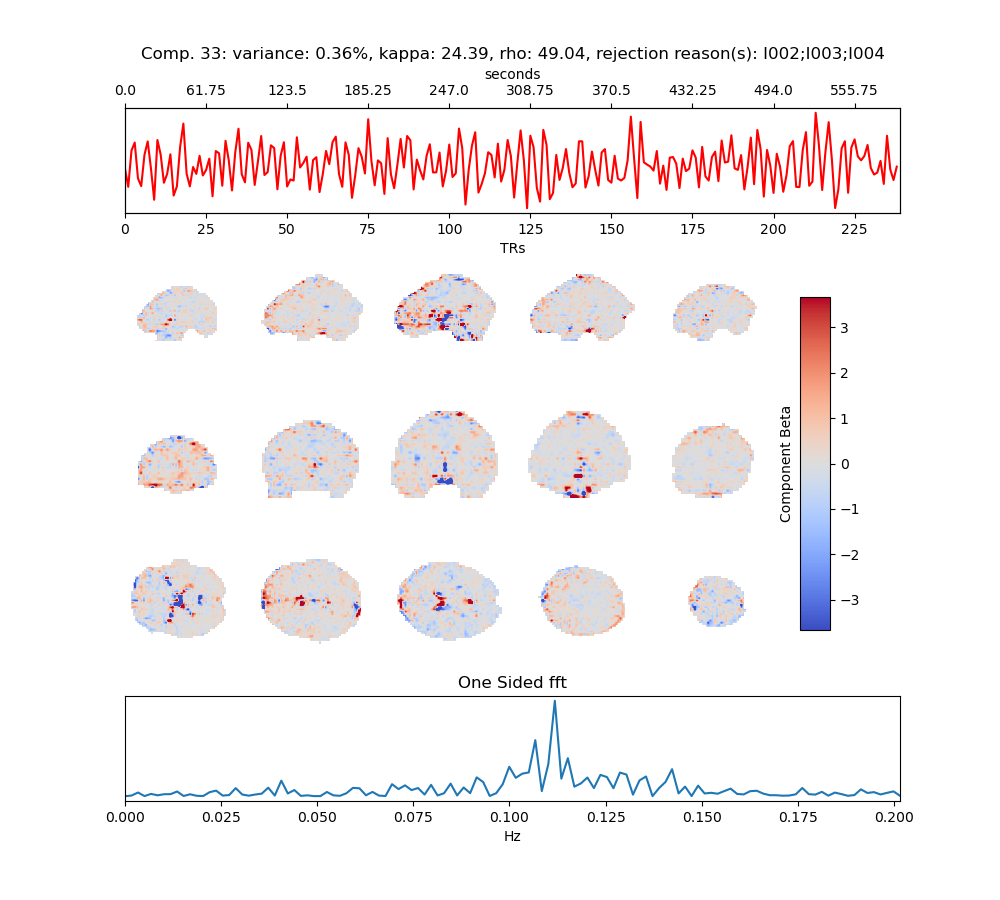 Comp. 33: variance: 0.36%, kappa: 24.39, rho: 49.04, rejection reason(s): I002;I003;I004
seconds
0.0 61.75 123.5 185.25 247.0 308.75 370.5 432.25 494.0 555.75
0 25 50 75 100 125 150 175 200 225
TRs
3
2
1
0
−1
−2
−3
Component Beta
One Sided fft
0.000 0.025 0.050 0.075 0.100 0.125 0.150 0.175 0.200
Hz